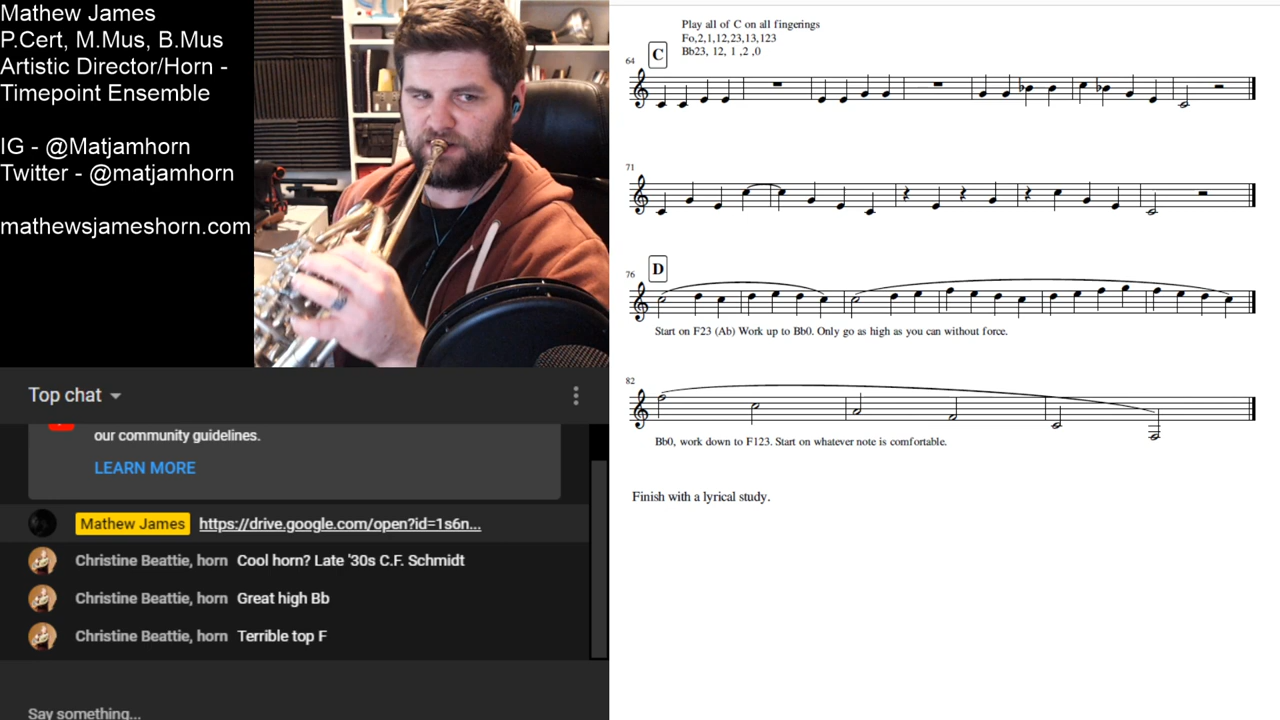 Mathew James
P.Cert, M.Mus, B.Mus
Artistic Director/Horn -
Timepoint Ensemble
IG - @Matjamhorn
Twitter - @matjamhorn
mathewsjameshorn.com
Top chat
our community guidelines.
LEARN MORE
Mathew James https://drive.google.com/open?id=1s6n...
Christine Beattie, horn Cool horn? Late '30s C.F. Schmidt
Christine Beattie, horn Great high Bb
Christine Beattie, horn Terrible top F
Say something...
Play all of C on all fingerings
Fo,2,1,12,23,13,123
Bb23, 12, 1 ,2 ,0
64
C
71
76
D
Start on F23 (Ab) Work up to Bb0. Only go as high as you can without force.
82
Bb0, work down to F123. Start on whatever note is comfortable.
Finish with a lyrical study.